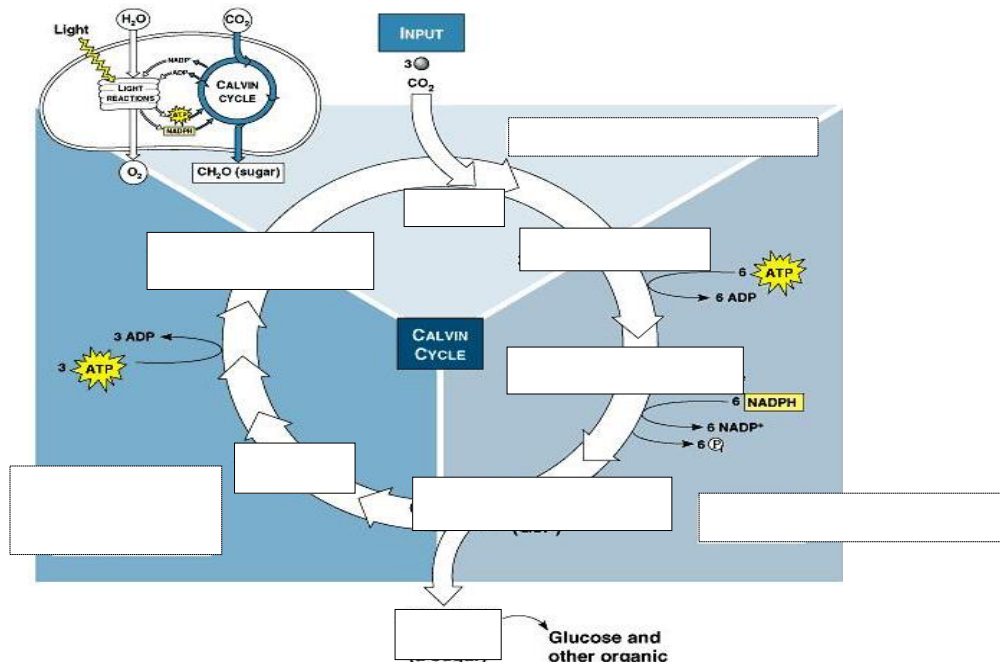 H₂O
CO₂
Light
NADP⁺
ADP
LIGHT
REACTIONS
CALVIN
CYCLE
ATP
NADPH
O₂
CH₂O (sugar)
INPUT
3
CO₂
6 ATP
6 ADP
3 ADP
3 ATP
CALVIN
CYCLE
6 NADPH
6 NADP⁺
6 Pᵢ
Glucose and
other organic